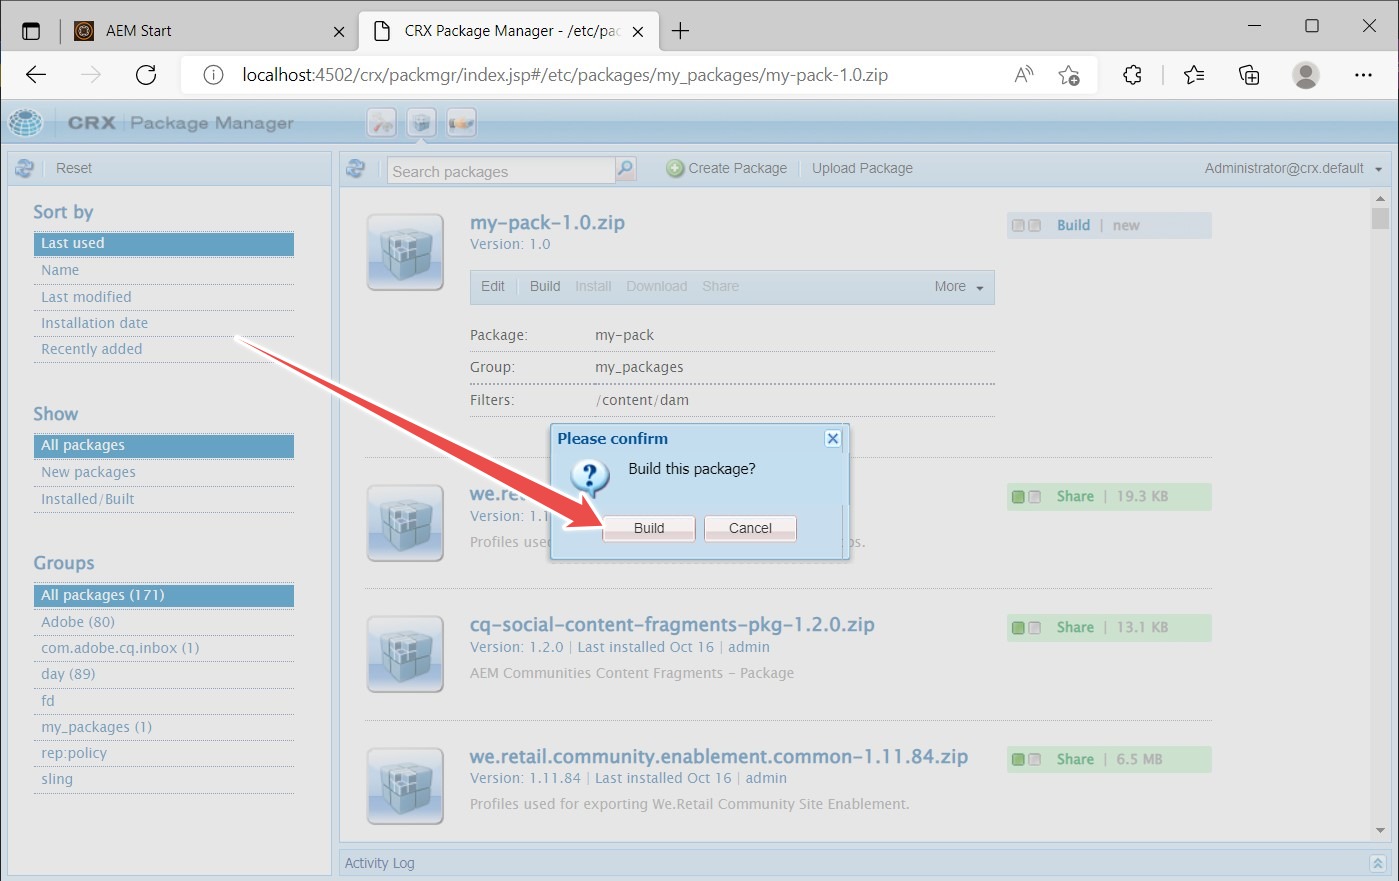 AEM Start
CRX Package Manager - /etc/pac
localhost:4502/crx/packmgr/index.jsp#/etc/packages/my_packages/my-pack-1.0.zip
CRX Package Manager
Reset
Search packages
Create Package
Upload Package
Administrator@crx.default
Sort by
Last used
Name
Last modified
Installation date
Recently added
Show
All packages
New packages
Installed/Built
Groups
All packages (171)
Adobe (80)
com.adobe.cq.inbox (1)
day (89)
fd
my_packages (1)
rep:policy
sling
my-pack-1.0.zip
Build | new
Version: 1.0
Edit Build Install Download Share More
Package: my-pack
Group: my_packages
Filters: /content/dam
Please confirm
Build this package?
Build Cancel
Share | 19.3 KB
Version: 1.1
Profiles used
cq-social-content-fragments-pkg-1.2.0.zip
Share | 13.1 KB
Version: 1.2.0 | Last installed Oct 16 | admin
AEM Communities Content Fragments - Package
we.retail.community.enablement.common-1.11.84.zip
Share | 6.5 MB
Version: 1.11.84 | Last installed Oct 16 | admin
Profiles used for exporting We.Retail Community Site Enablement.
Activity Log